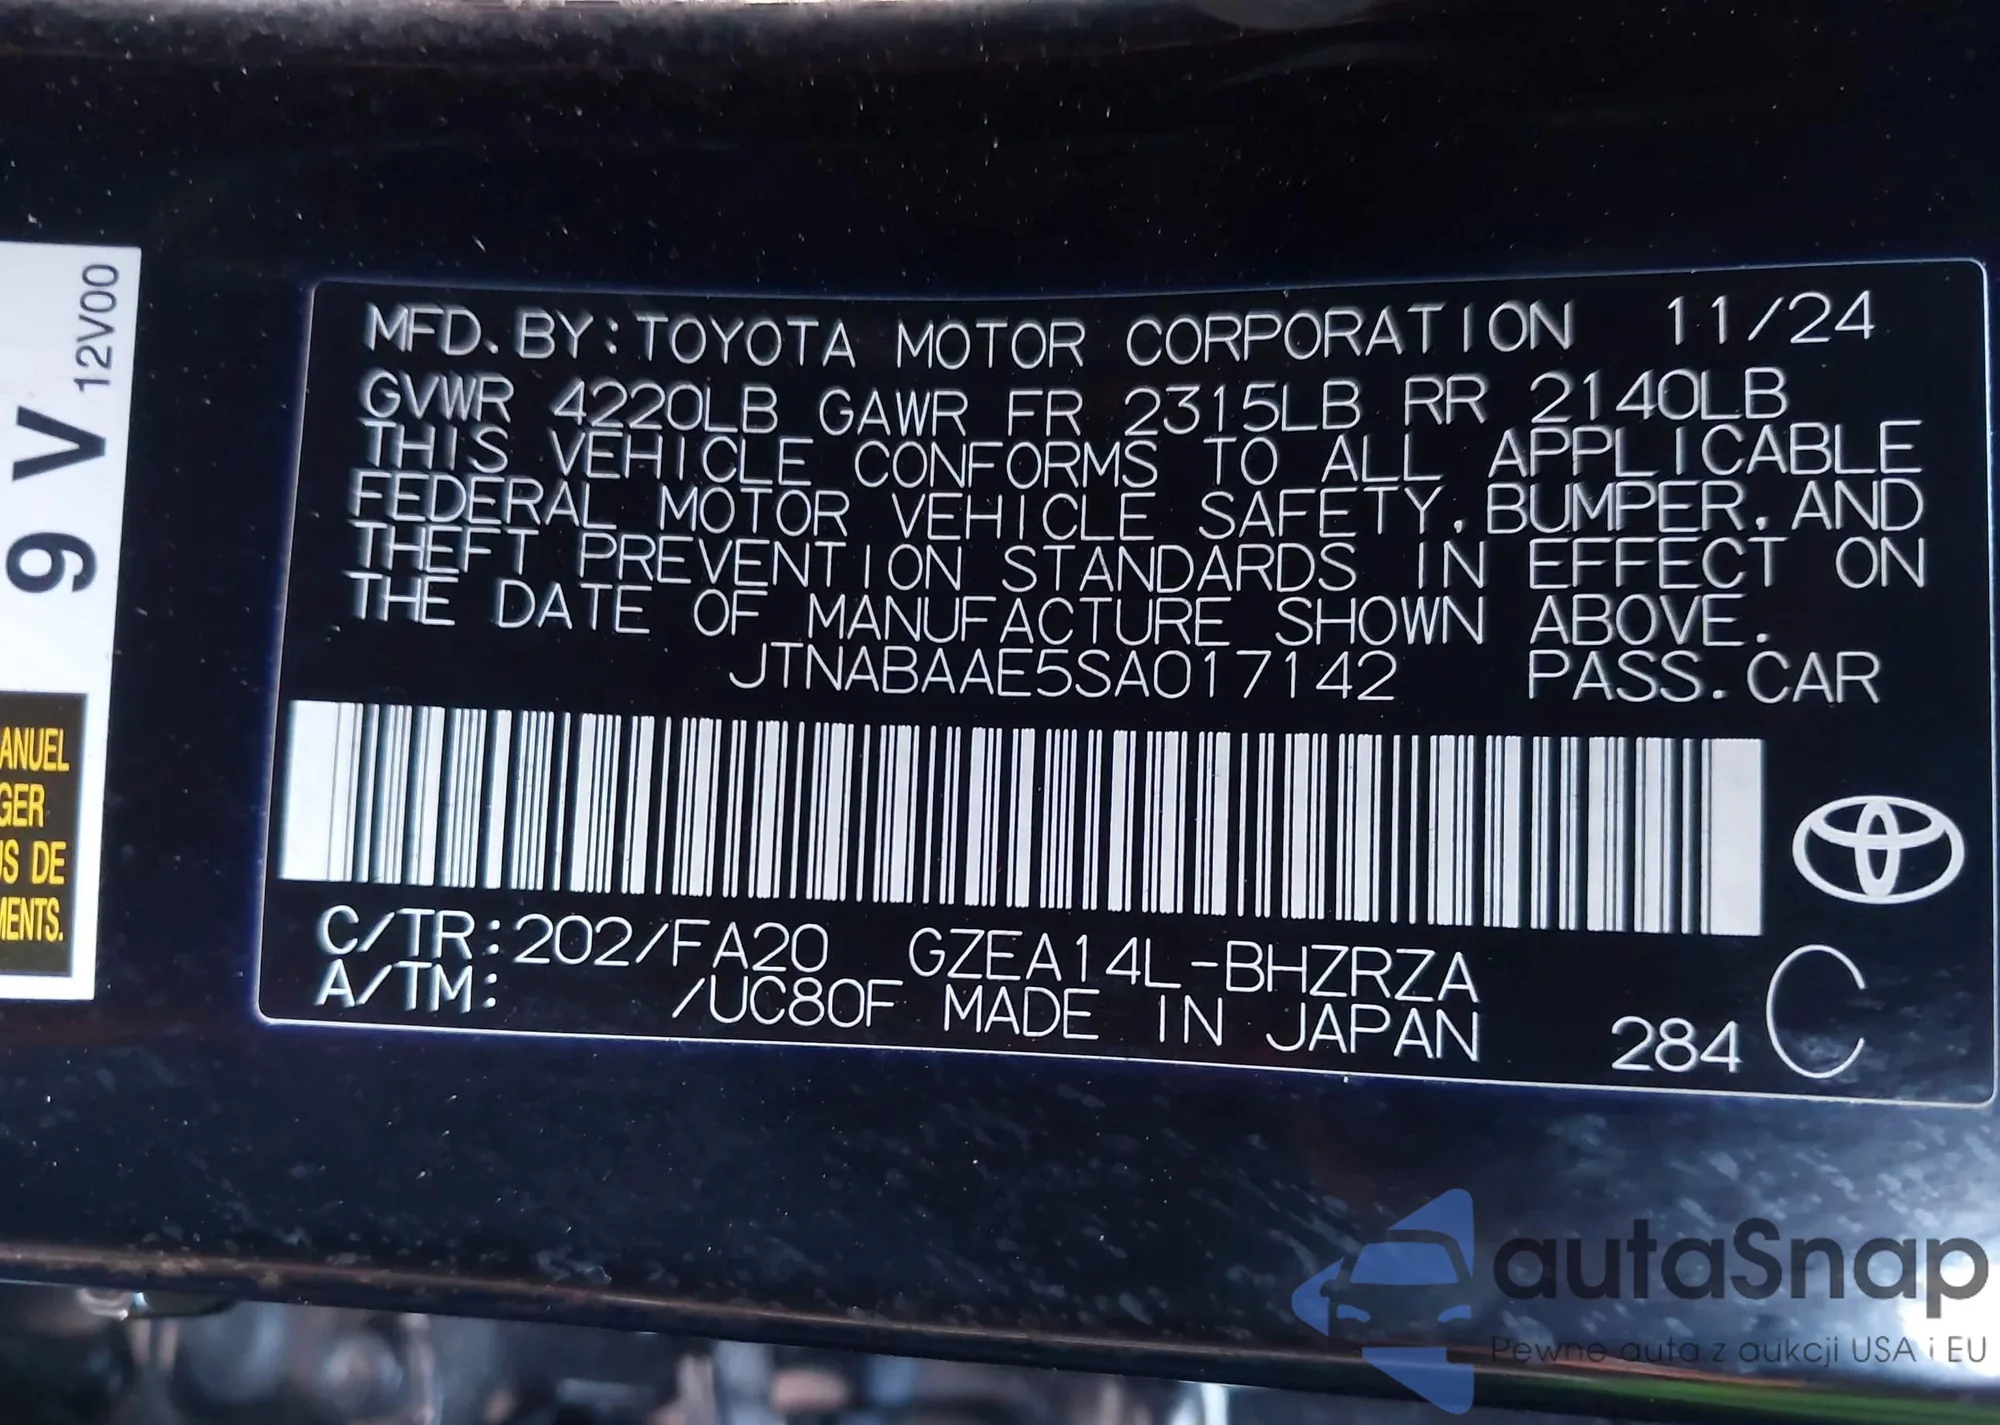 MFD. BY: TOYOTA MOTOR CORPORATION 11/24
GVWR 4220LB GAWR FR 2315LB RR 2140LB
THIS VEHICLE CONFORMS TO ALL APPLICABLE
FEDERAL MOTOR VEHICLE SAFETY, BUMPER, AND
THEFT PREVENTION STANDARDS IN EFFECT ON
THE DATE OF MANUFACTURE SHOWN ABOVE.
JTNABAAE5SA017142 PASS. CAR
C/TR: 202/FA20 GZEA14L-BHZRZA
A/TM: /UC80F MADE IN JAPAN 284 C
9 V 12V00
ANUEL
GER
US DE
MENTS.
autaSnap
Pewne auta z aukcji USA i EU